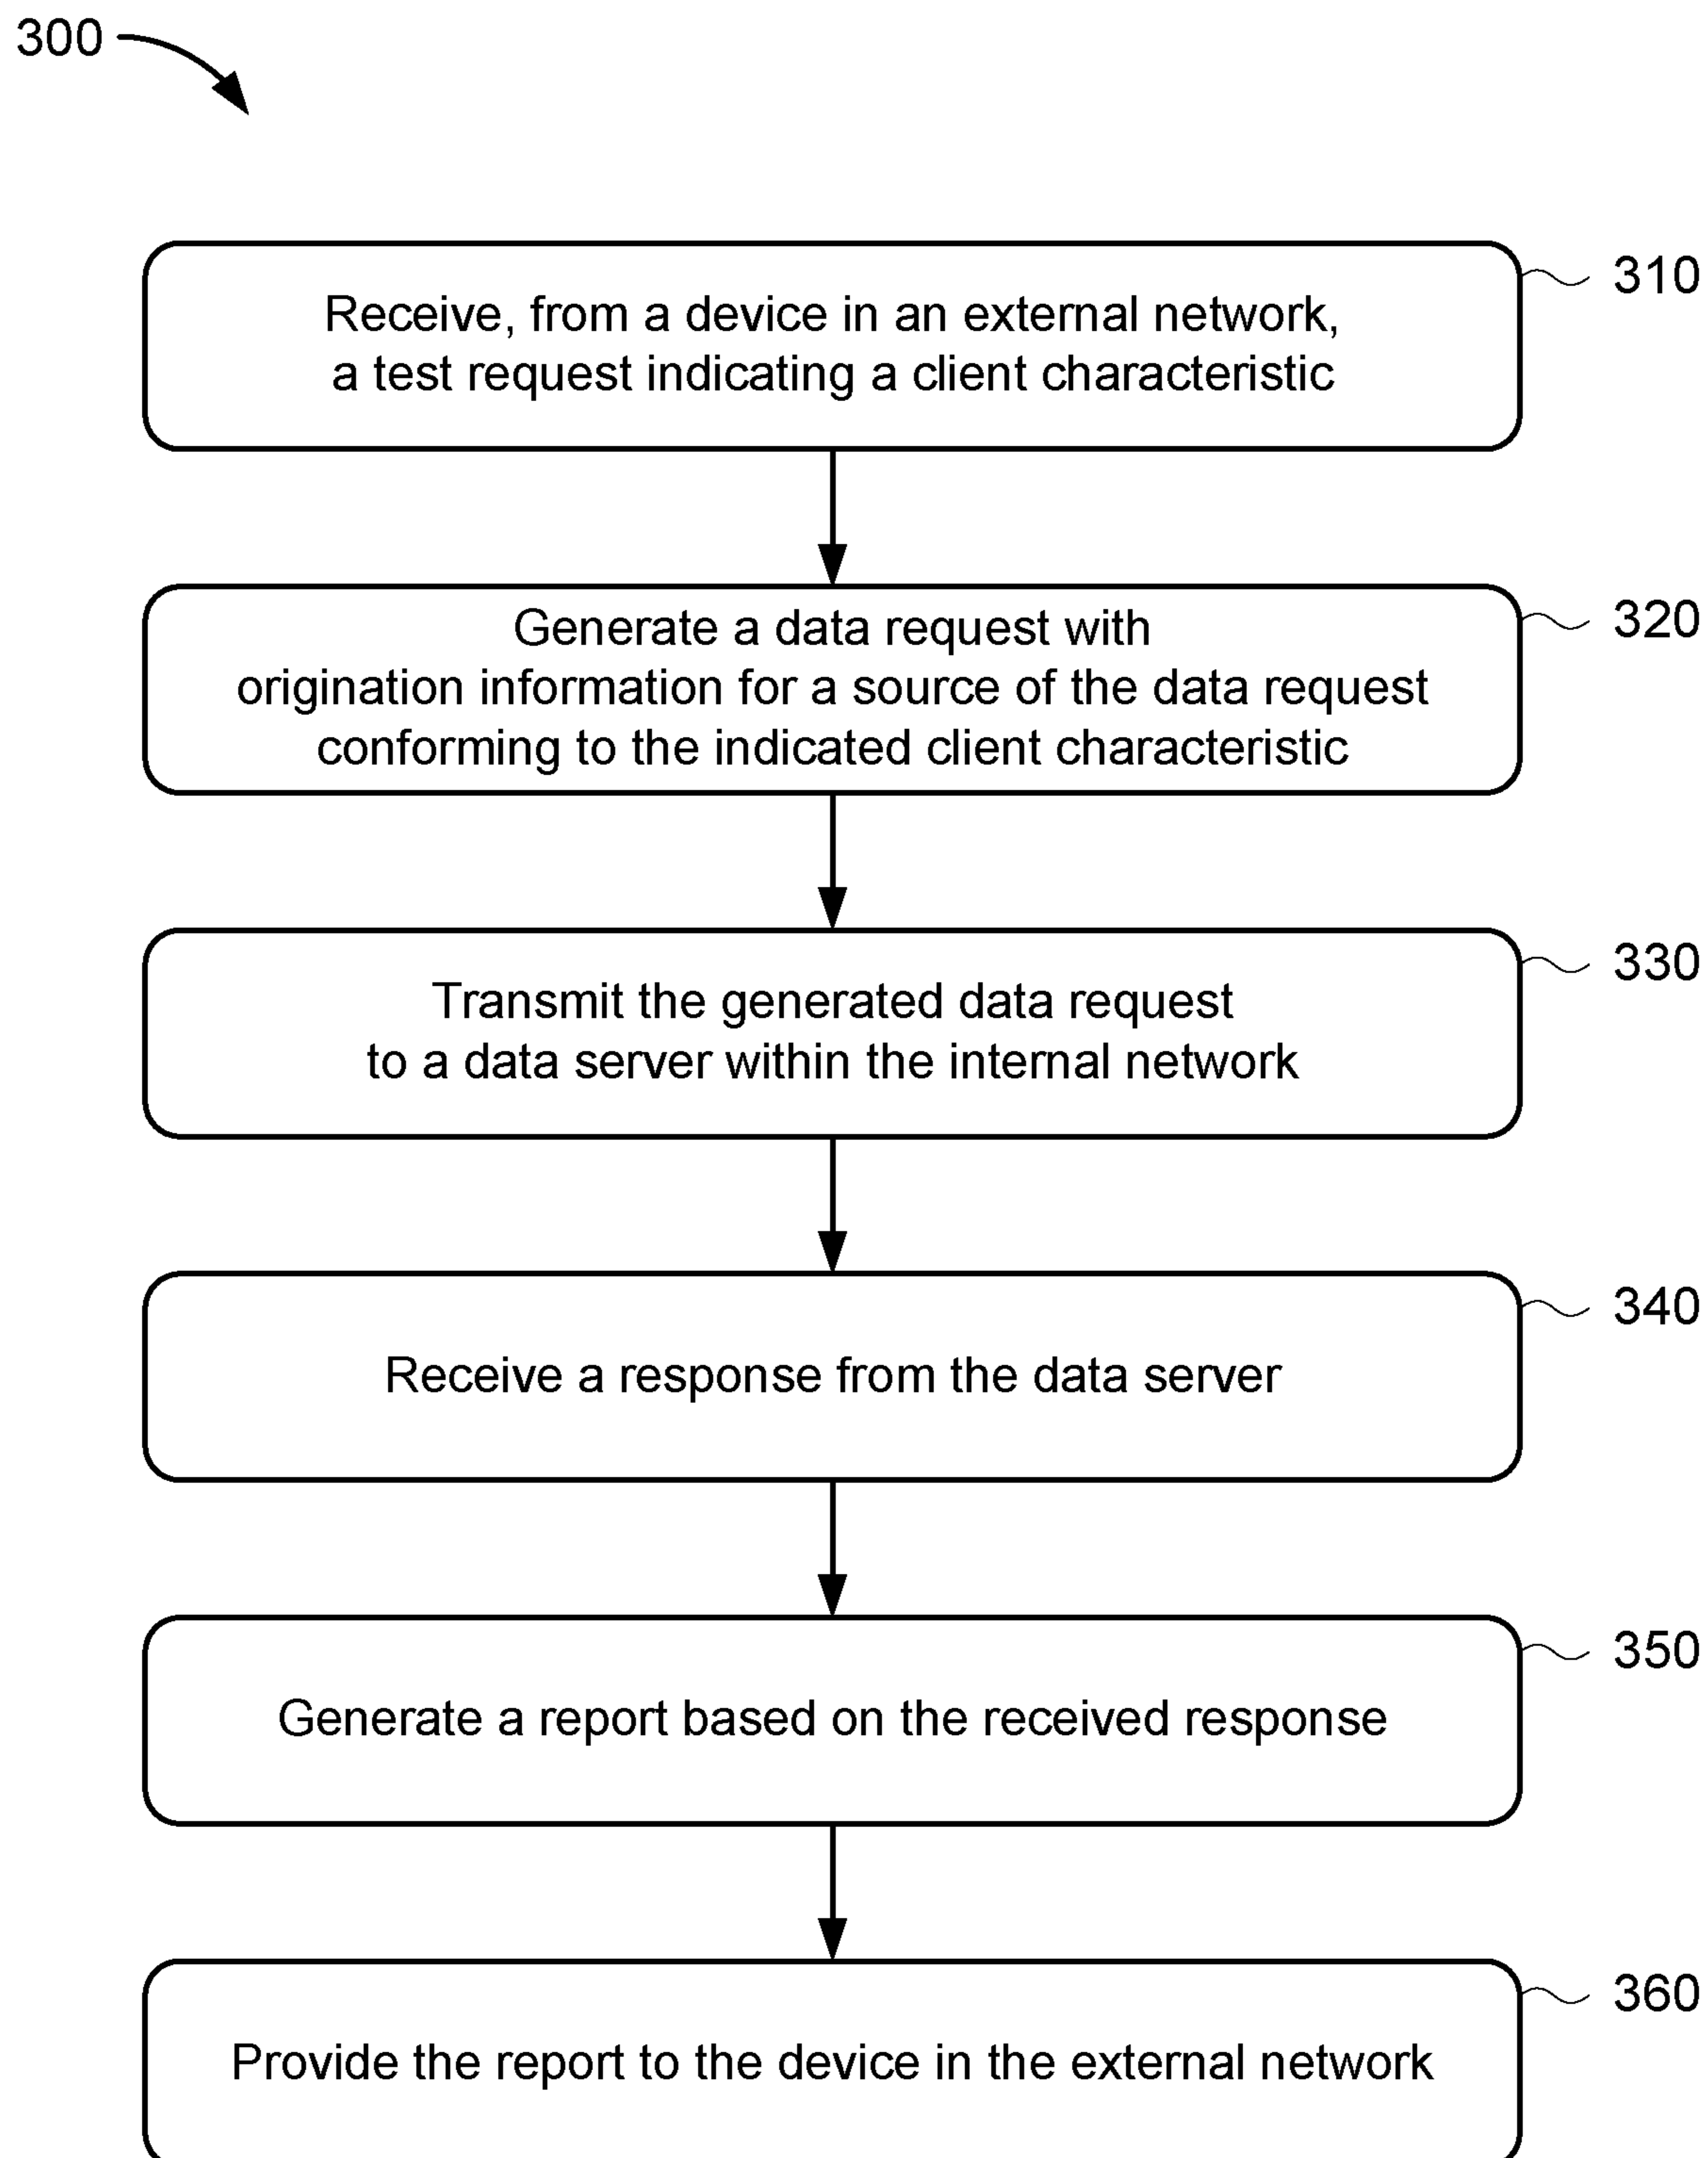 300
310
Receive, from a device in an external network,
a test request indicating a client characteristic
320
Generate a data request with
origination information for a source of the data request
conforming to the indicated client characteristic
330
Transmit the generated data request
to a data server within the internal network
340
Receive a response from the data server
350
Generate a report based on the received response
360
Provide the report to the device in the external network